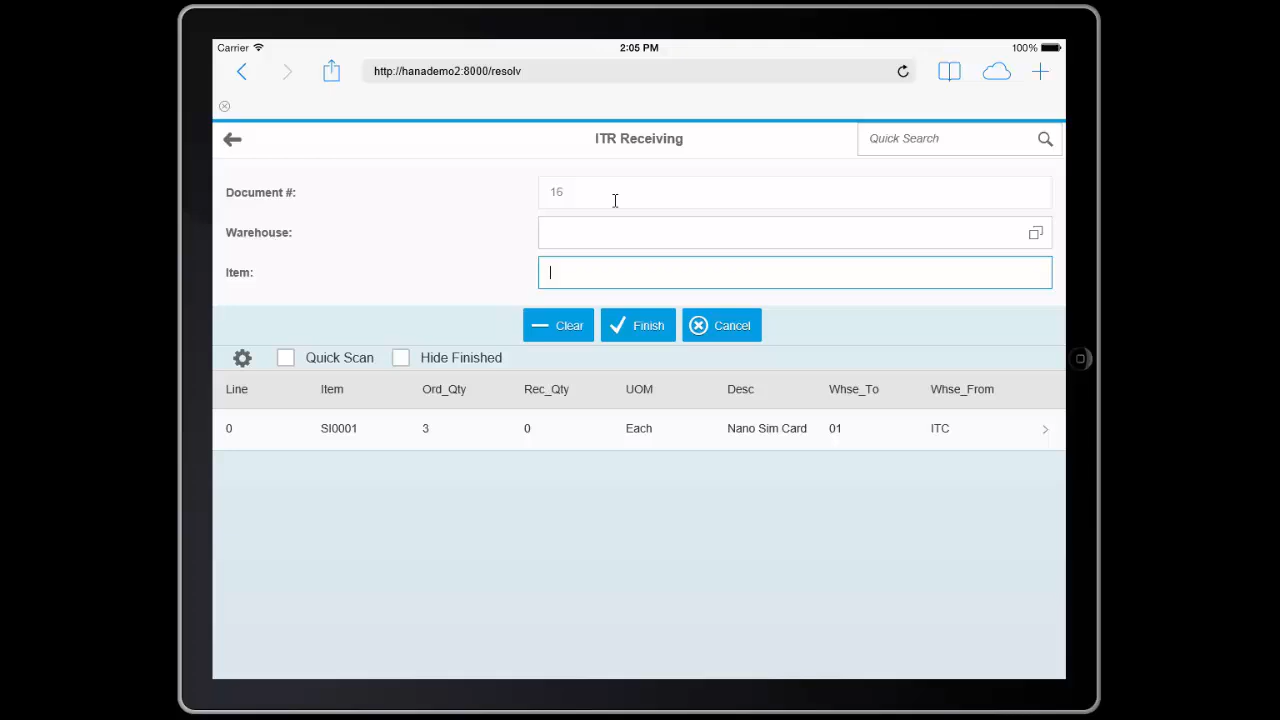 Carrier 2:05 PM 100%
http://hanademo2:8000/resolv
ITR Receiving Quick Search
Document #: 16
Warehouse:
Item:
Clear Finish Cancel
Quick Scan Hide Finished
Line Item Ord_Qty Rec_Qty UOM Desc Whse_To Whse_From
0 SI0001 3 0 Each Nano Sim Card 01 ITC